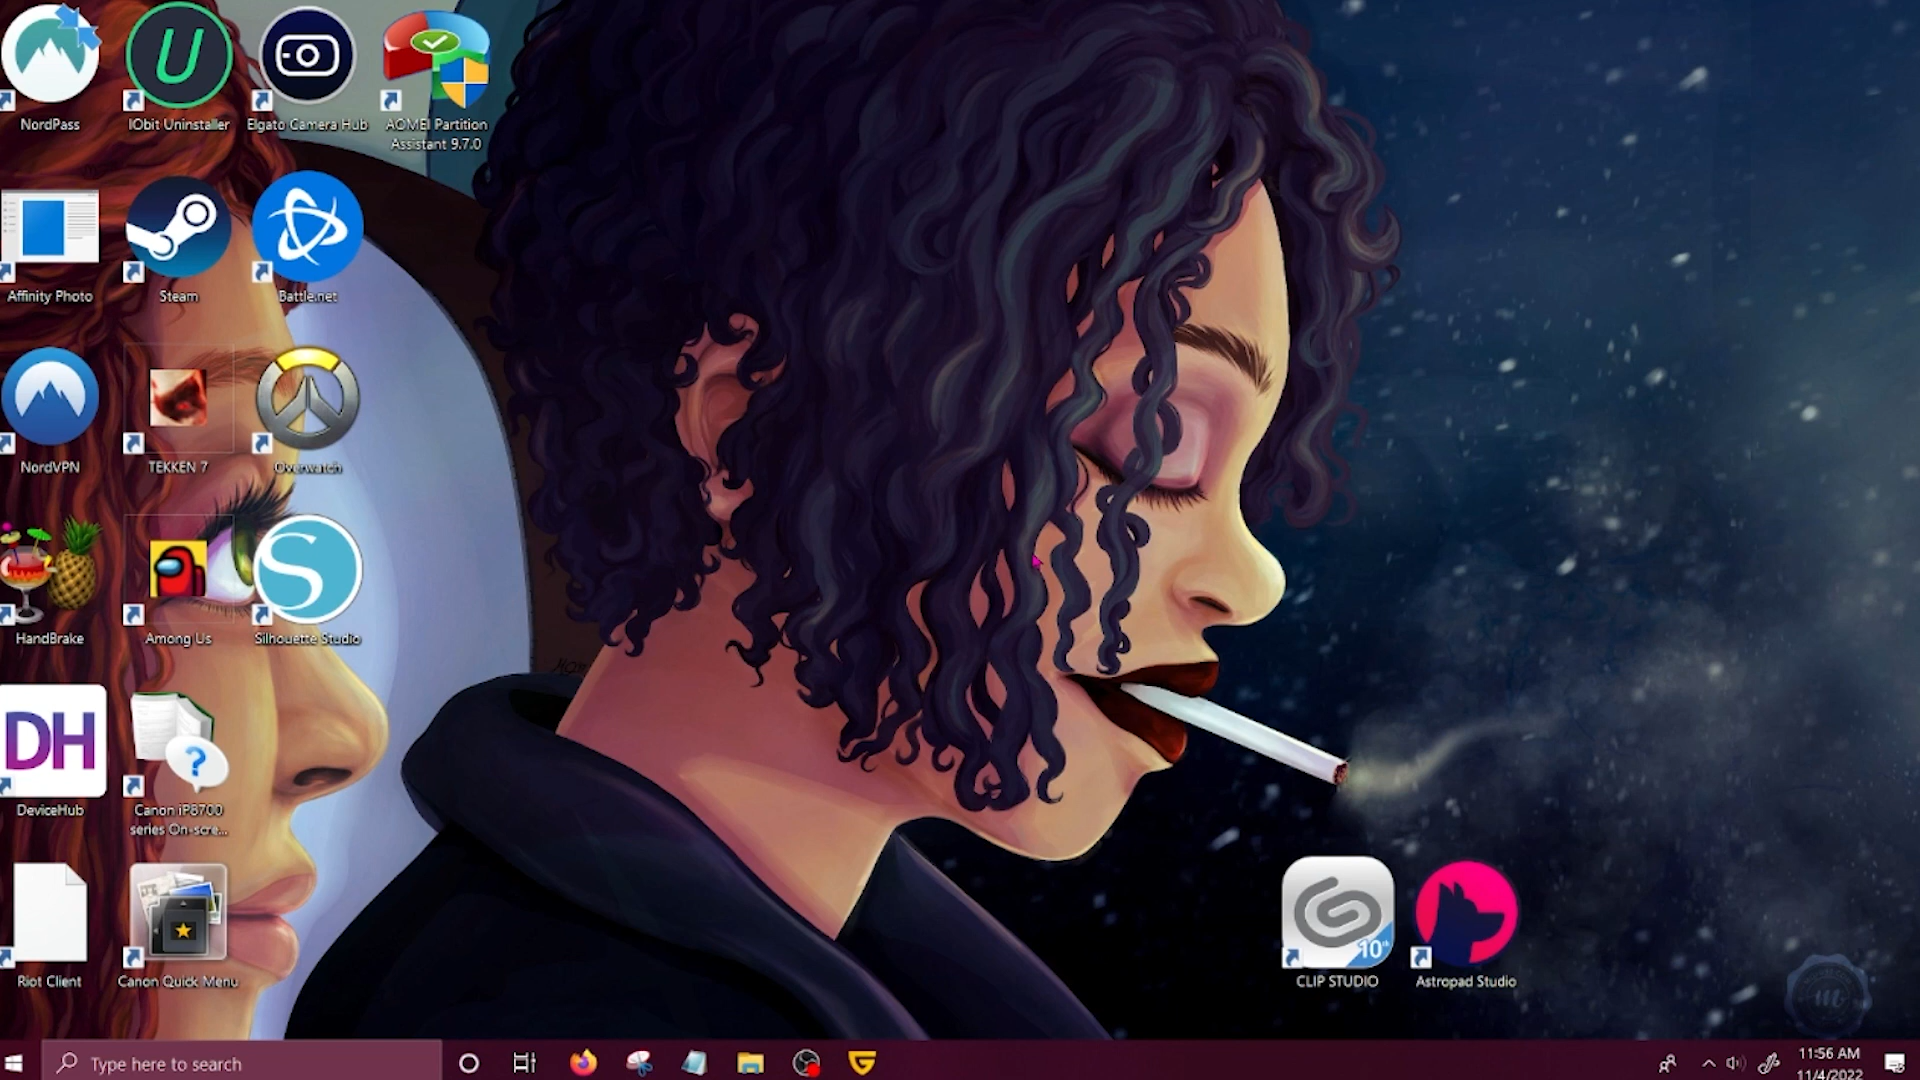 NordPass
IObit Uninstaller
Elgato Camera Hub
AOMEI Partition
Assistant 9.7.0
Affinity Photo
Steam
Battle.net
NordVPN
TEKKEN 7
Overwatch
HandBrake
Among Us
Silhouette Studio
DH
DeviceHub
Canon iP8700
series On-scre...
Riot Client
Canon Quick Menu
10th
CLIP STUDIO
Astropad Studio
Type here to search
11:56 AM
11/4/2022